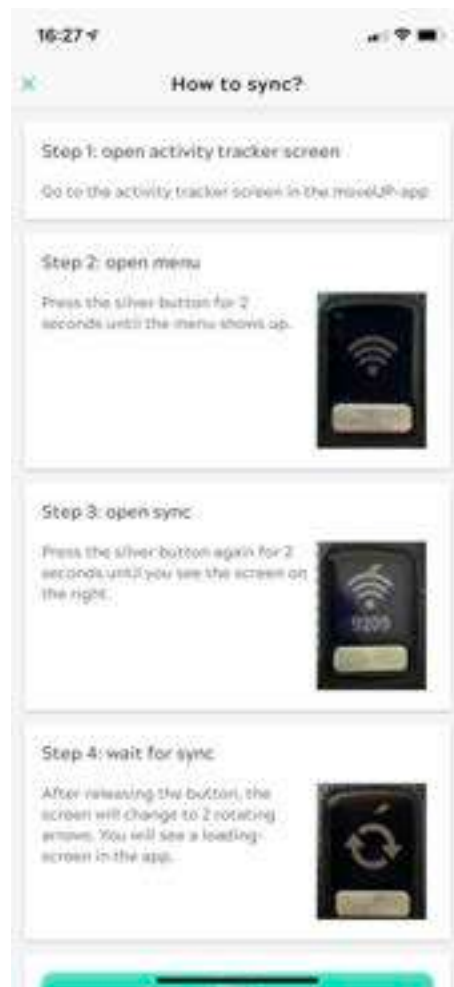 16:27
How to sync?
Step 1: open activity tracker screen
Go to the activity tracker screen in the moveUP-app
Step 2: open menu
Press the silver button for 2
seconds until the menu shows up.
Step 3: open sync
Press the silver button again for 2
seconds until you see the screen on
the right.
9209
Step 4: wait for sync
After releasing the button, the
screen will change to 2 rotating
arrows. You will see a loading-
screen in the app.